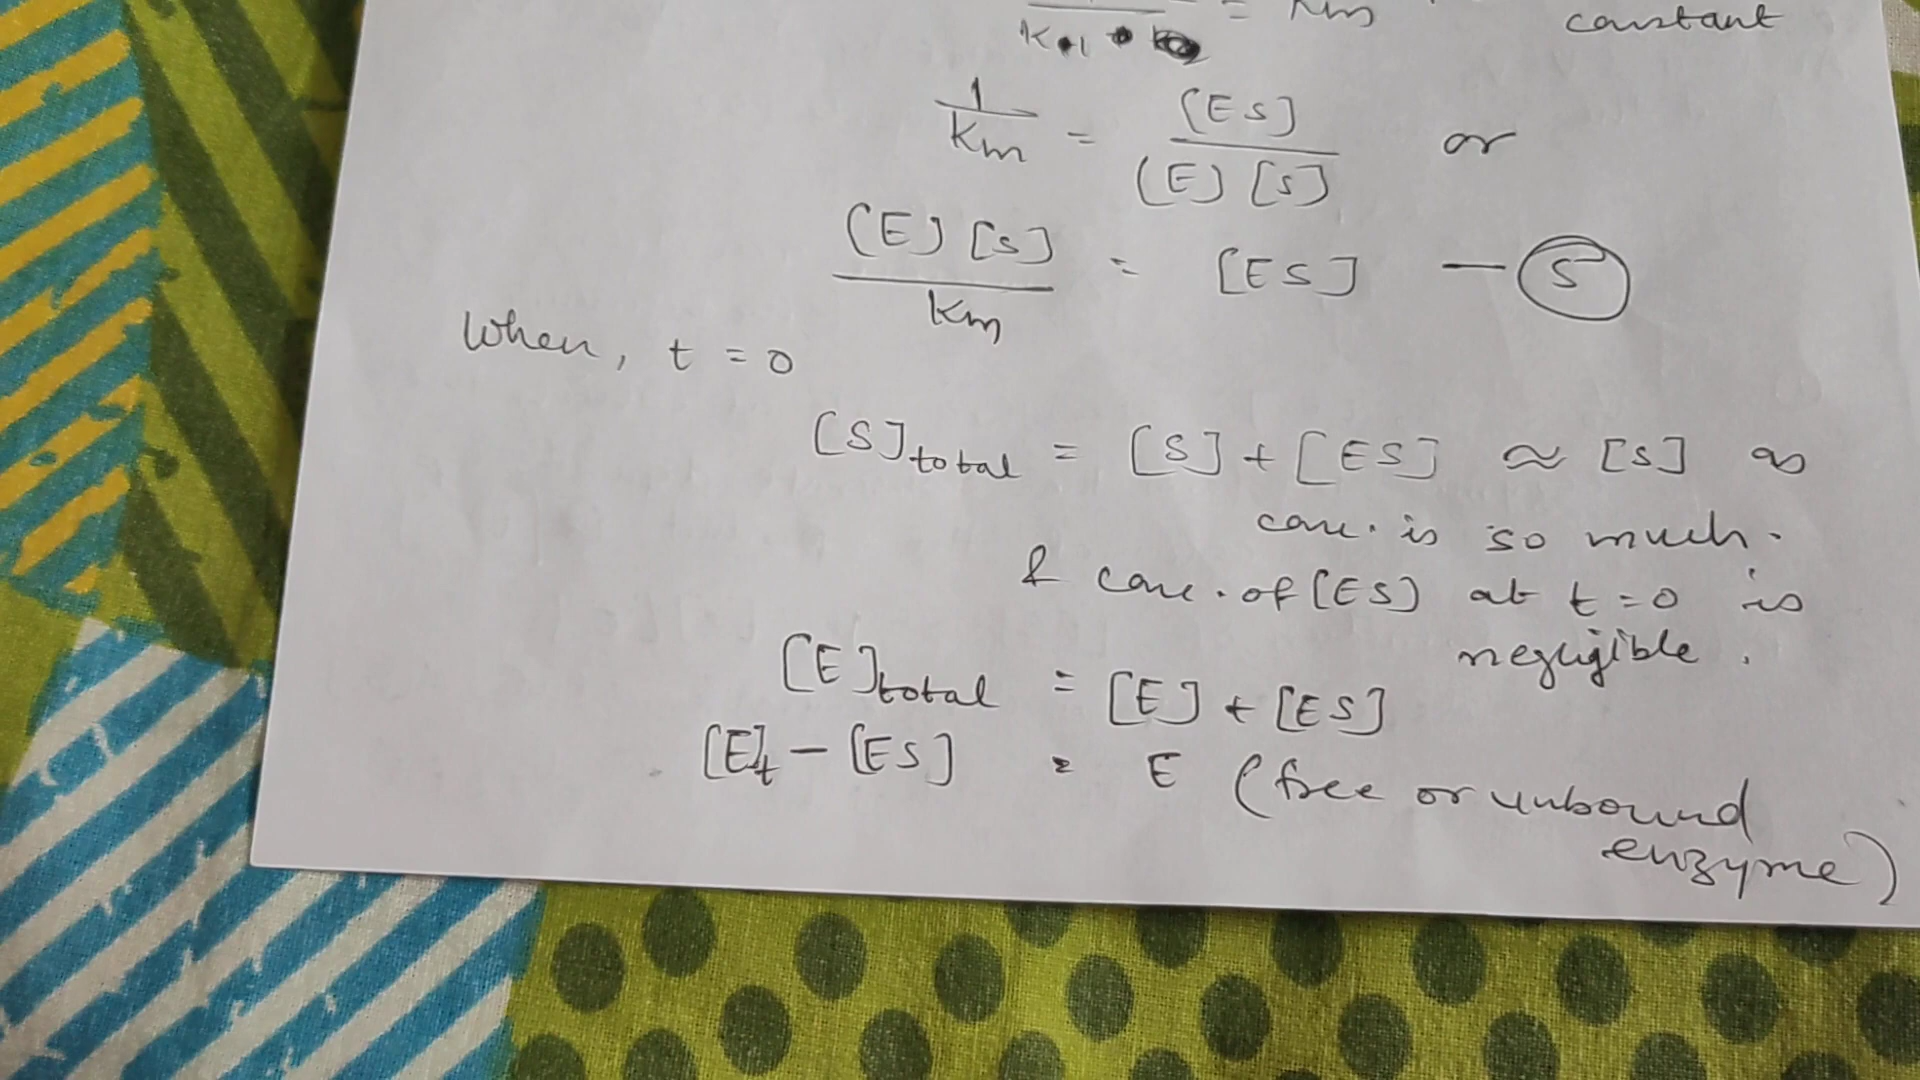 = Km
K+1 constant
1/Km = [ES]/[E][S] or
[E][S]/Km = [ES] — 5
When, t = 0
[S]total = [S] + [ES] ≈ [S] as
conc. is so much.
& conc. of [ES] at t=0 is
negligible.
[E]total = [E] + [ES]
[E]t - [ES] = E (free or unbound
enzyme)